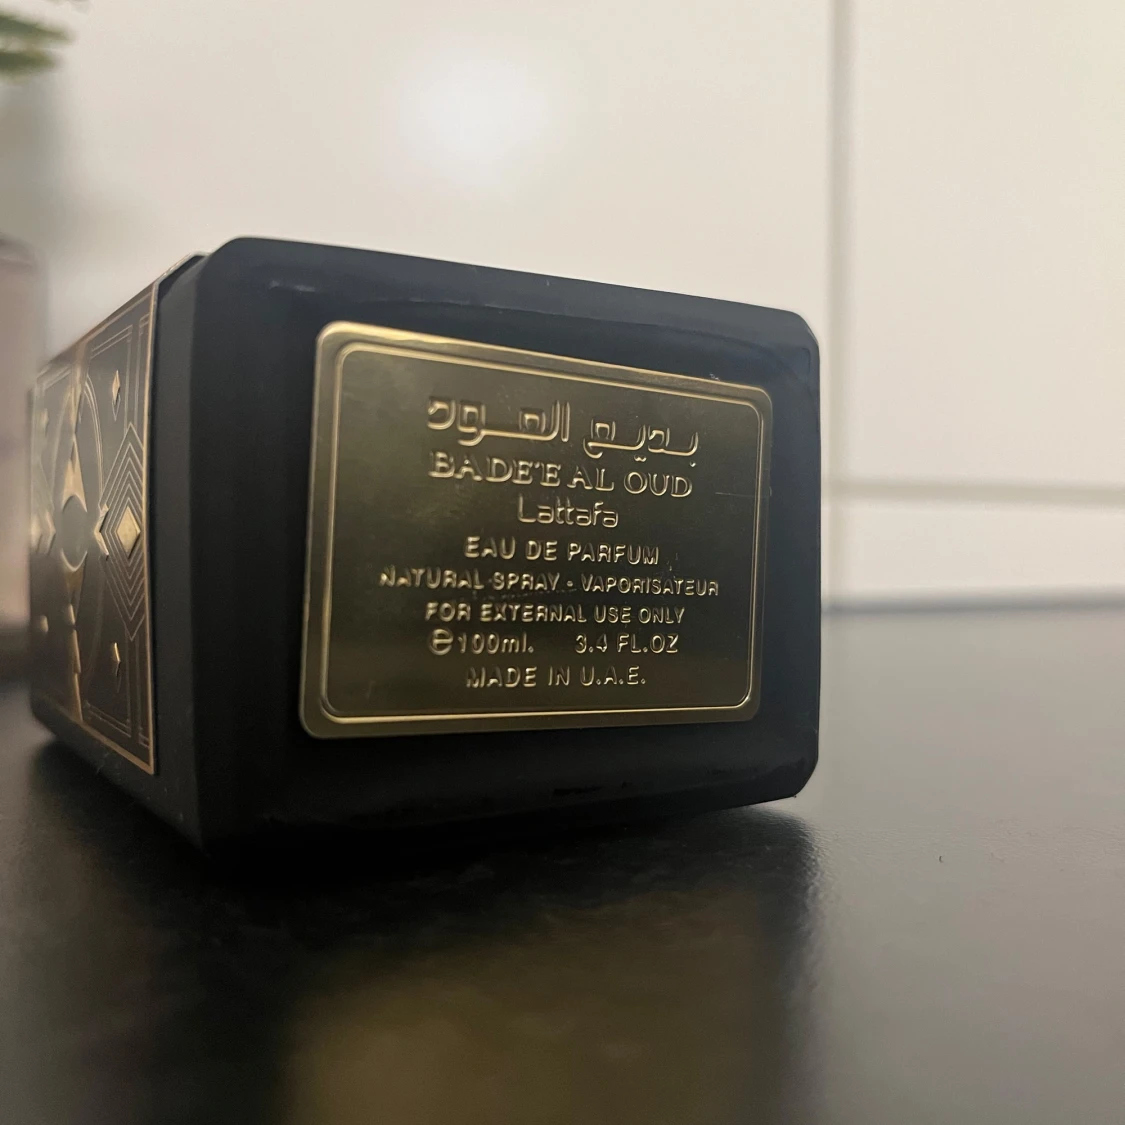 بديع العود
BADE'E AL OUD
Lattafa
EAU DE PARFUM
NATURAL SPRAY - VAPORISATEUR
FOR EXTERNAL USE ONLY
℮100ml. 3.4 FL.OZ
MADE IN U.A.E.